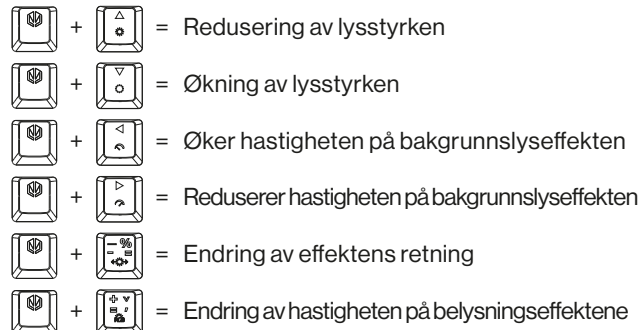 + = Redusering av lysstyrken
+ = Økning av lysstyrken
+ = Øker hastigheten på bakgrunnslyseffekten
+ = Reduserer hastigheten på bakgrunnslyseffekten
+ – % - = = Endring av effektens retning
+ = Endring av hastigheten på belysningseffektene